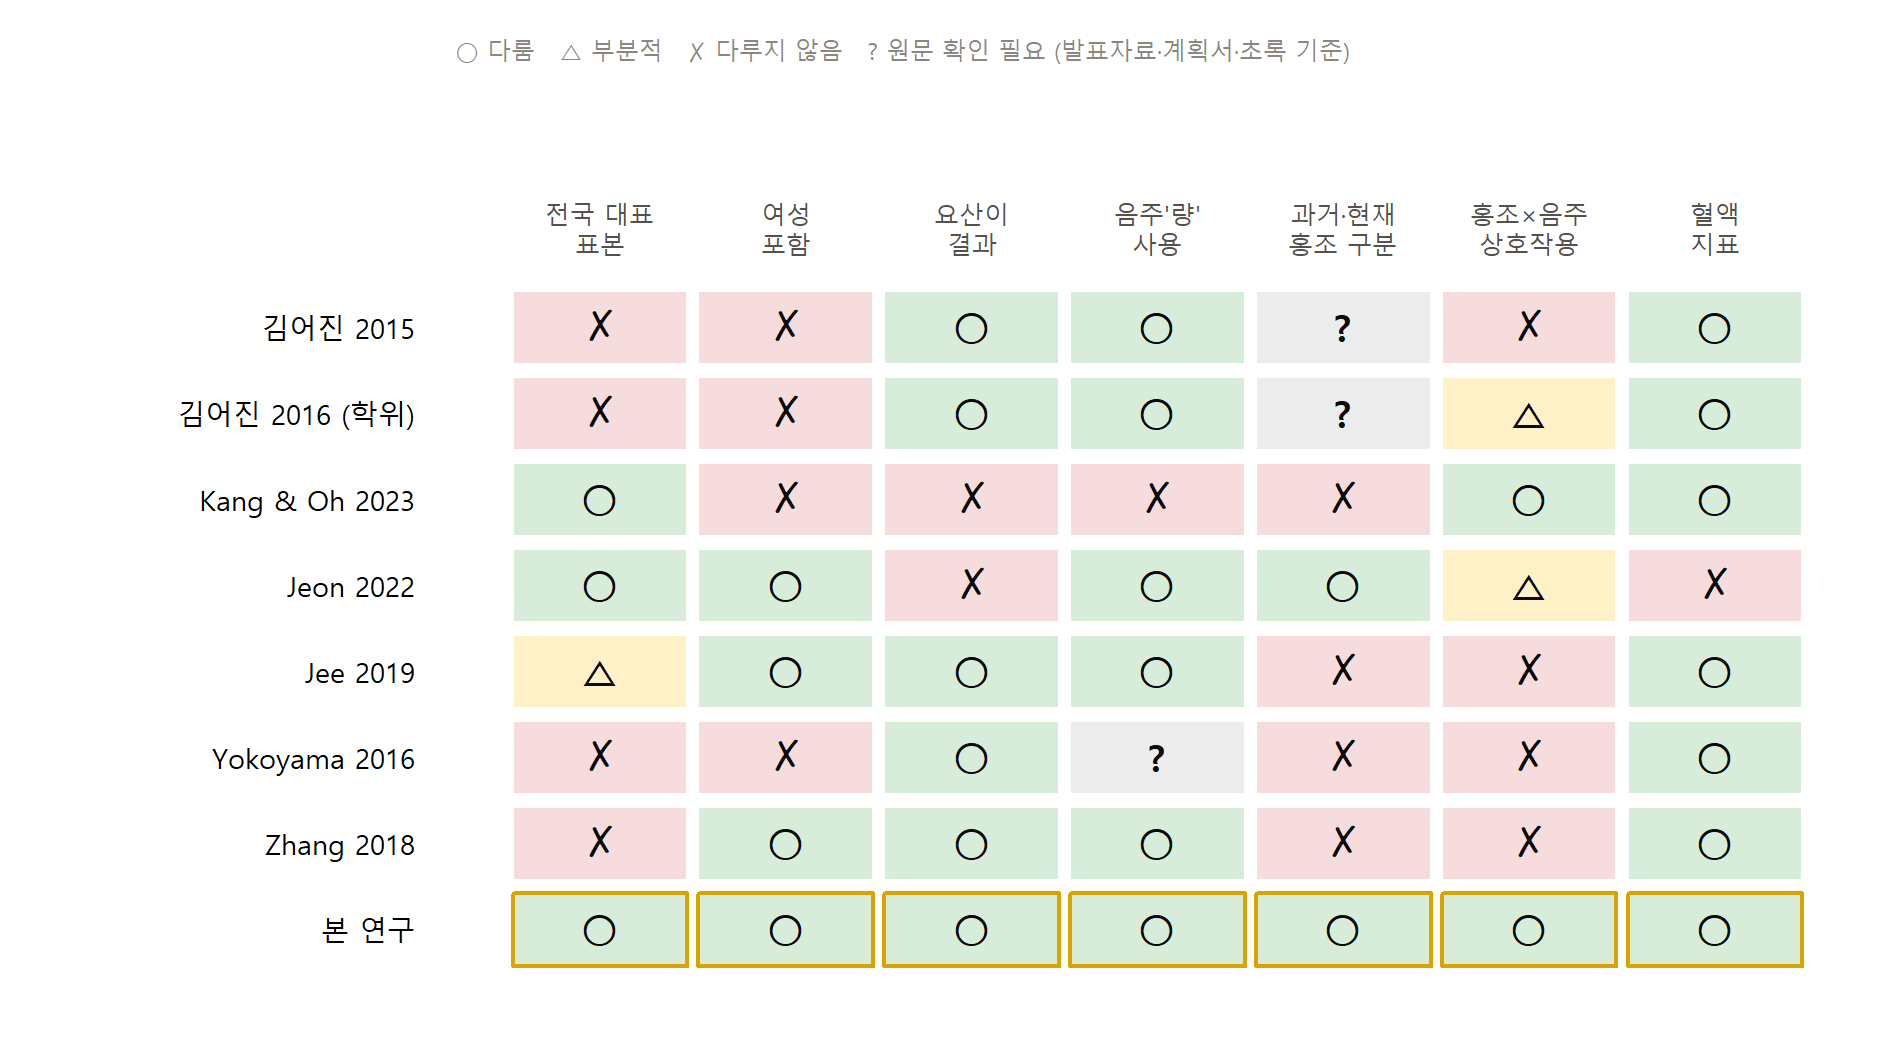 ○ 다룸 △ 부분적 ✗ 다루지 않음 ? 원문 확인 필요 (발표자료·계획서·초록 기준)
전국 대표 여성 요산이 음주'량' 과거·현재 홍조×음주 혈액
표본 포함 결과 사용 홍조 구분 상호작용 지표
김어진 2015 ✗ ✗ ○ ○ ? ✗ ○
김어진 2016 (학위) ✗ ✗ ○ ○ ? △ ○
Kang & Oh 2023 ○ ✗ ✗ ✗ ✗ ○ ○
Jeon 2022 ○ ○ ✗ ○ ○ △ ✗
Jee 2019 △ ○ ○ ○ ✗ ✗ ○
Yokoyama 2016 ✗ ✗ ○ ? ✗ ✗ ○
Zhang 2018 ✗ ○ ○ ○ ✗ ✗ ○
본 연구 ○ ○ ○ ○ ○ ○ ○